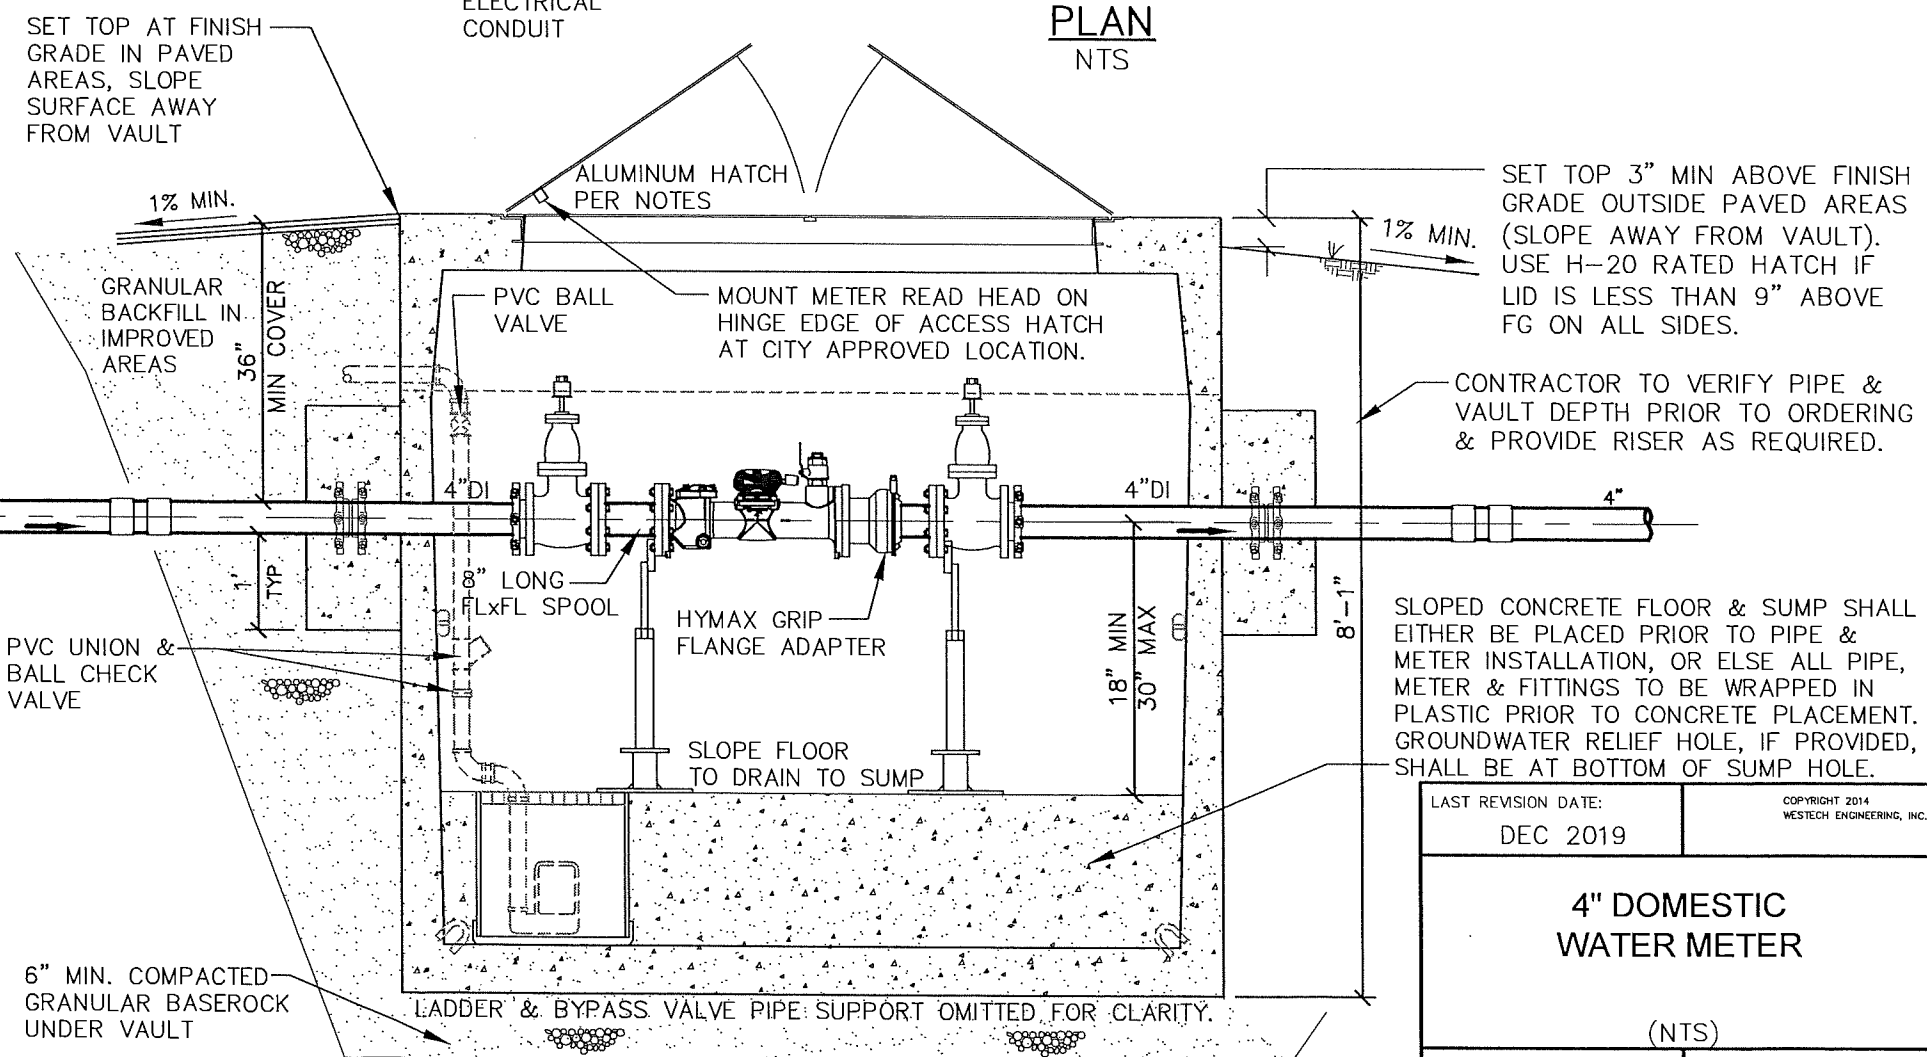 ELECTRICAL
CONDUIT
PLAN
NTS
SET TOP AT FINISH
GRADE IN PAVED
AREAS, SLOPE
SURFACE AWAY
FROM VAULT
1% MIN.
ALUMINUM HATCH
PER NOTES
SET TOP 3" MIN ABOVE FINISH
GRADE OUTSIDE PAVED AREAS
(SLOPE AWAY FROM VAULT).
USE H-20 RATED HATCH IF
LID IS LESS THAN 9" ABOVE
FG ON ALL SIDES.
1% MIN.
GRANULAR
BACKFILL IN
IMPROVED
AREAS
36"
MIN COVER
PVC BALL
VALVE
MOUNT METER READ HEAD ON
HINGE EDGE OF ACCESS HATCH
AT CITY APPROVED LOCATION.
CONTRACTOR TO VERIFY PIPE &
VAULT DEPTH PRIOR TO ORDERING
& PROVIDE RISER AS REQUIRED.
4"DI
4"DI
4"
1'
TYP
8" LONG
FLxFL SPOOL
HYMAX GRIP
FLANGE ADAPTER
18" MIN
30" MAX
8'-1"
PVC UNION &
BALL CHECK
VALVE
SLOPED CONCRETE FLOOR & SUMP SHALL
EITHER BE PLACED PRIOR TO PIPE &
METER INSTALLATION, OR ELSE ALL PIPE,
METER & FITTINGS TO BE WRAPPED IN
PLASTIC PRIOR TO CONCRETE PLACEMENT.
GROUNDWATER RELIEF HOLE, IF PROVIDED,
SHALL BE AT BOTTOM OF SUMP HOLE.
SLOPE FLOOR
TO DRAIN TO SUMP
6" MIN. COMPACTED
GRANULAR BASEROCK
UNDER VAULT
LADDER & BYPASS VALVE PIPE SUPPORT OMITTED FOR CLARITY.
LAST REVISION DATE:
DEC 2019
COPYRIGHT 2014
WESTECH ENGINEERING, INC.
4" DOMESTIC
WATER METER
(NTS)